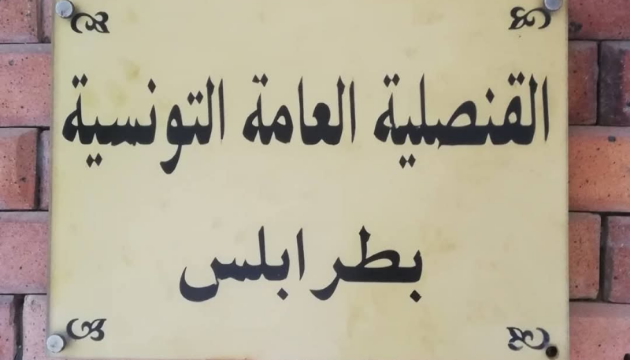 القنصلية العامة التونسية
بطرابلس